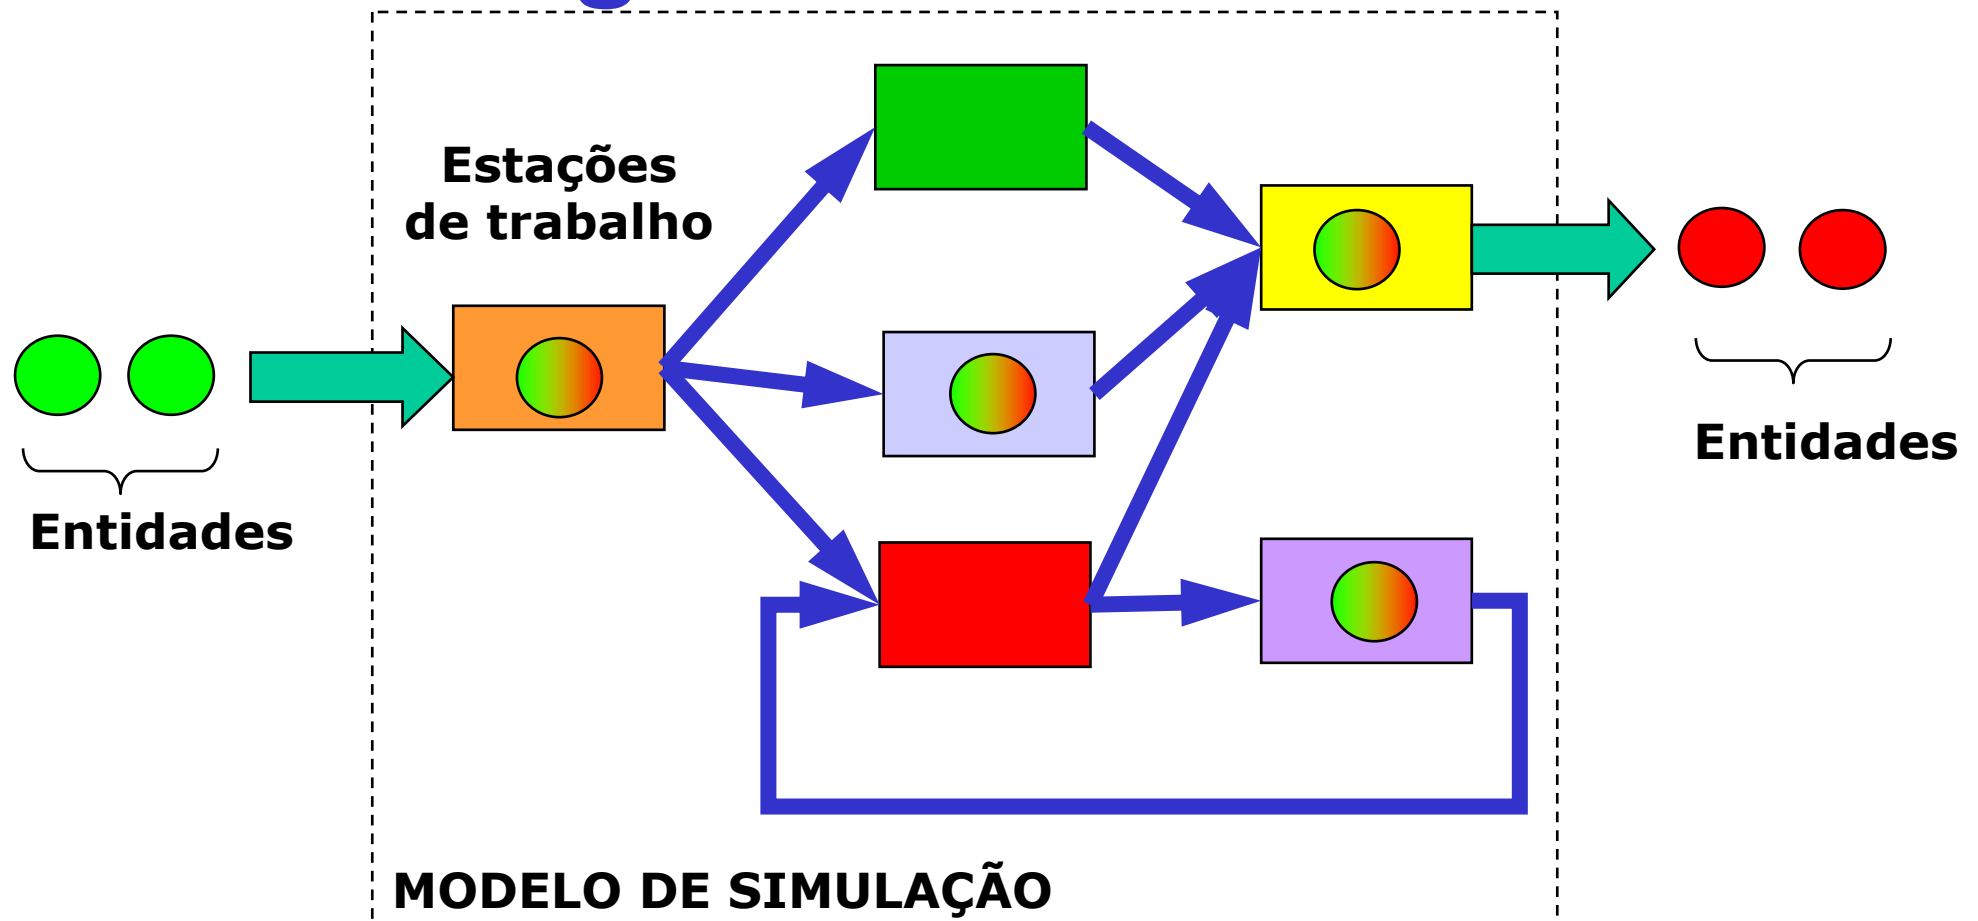 Estações
de trabalho
Entidades
Entidades
MODELO DE SIMULAÇÃO